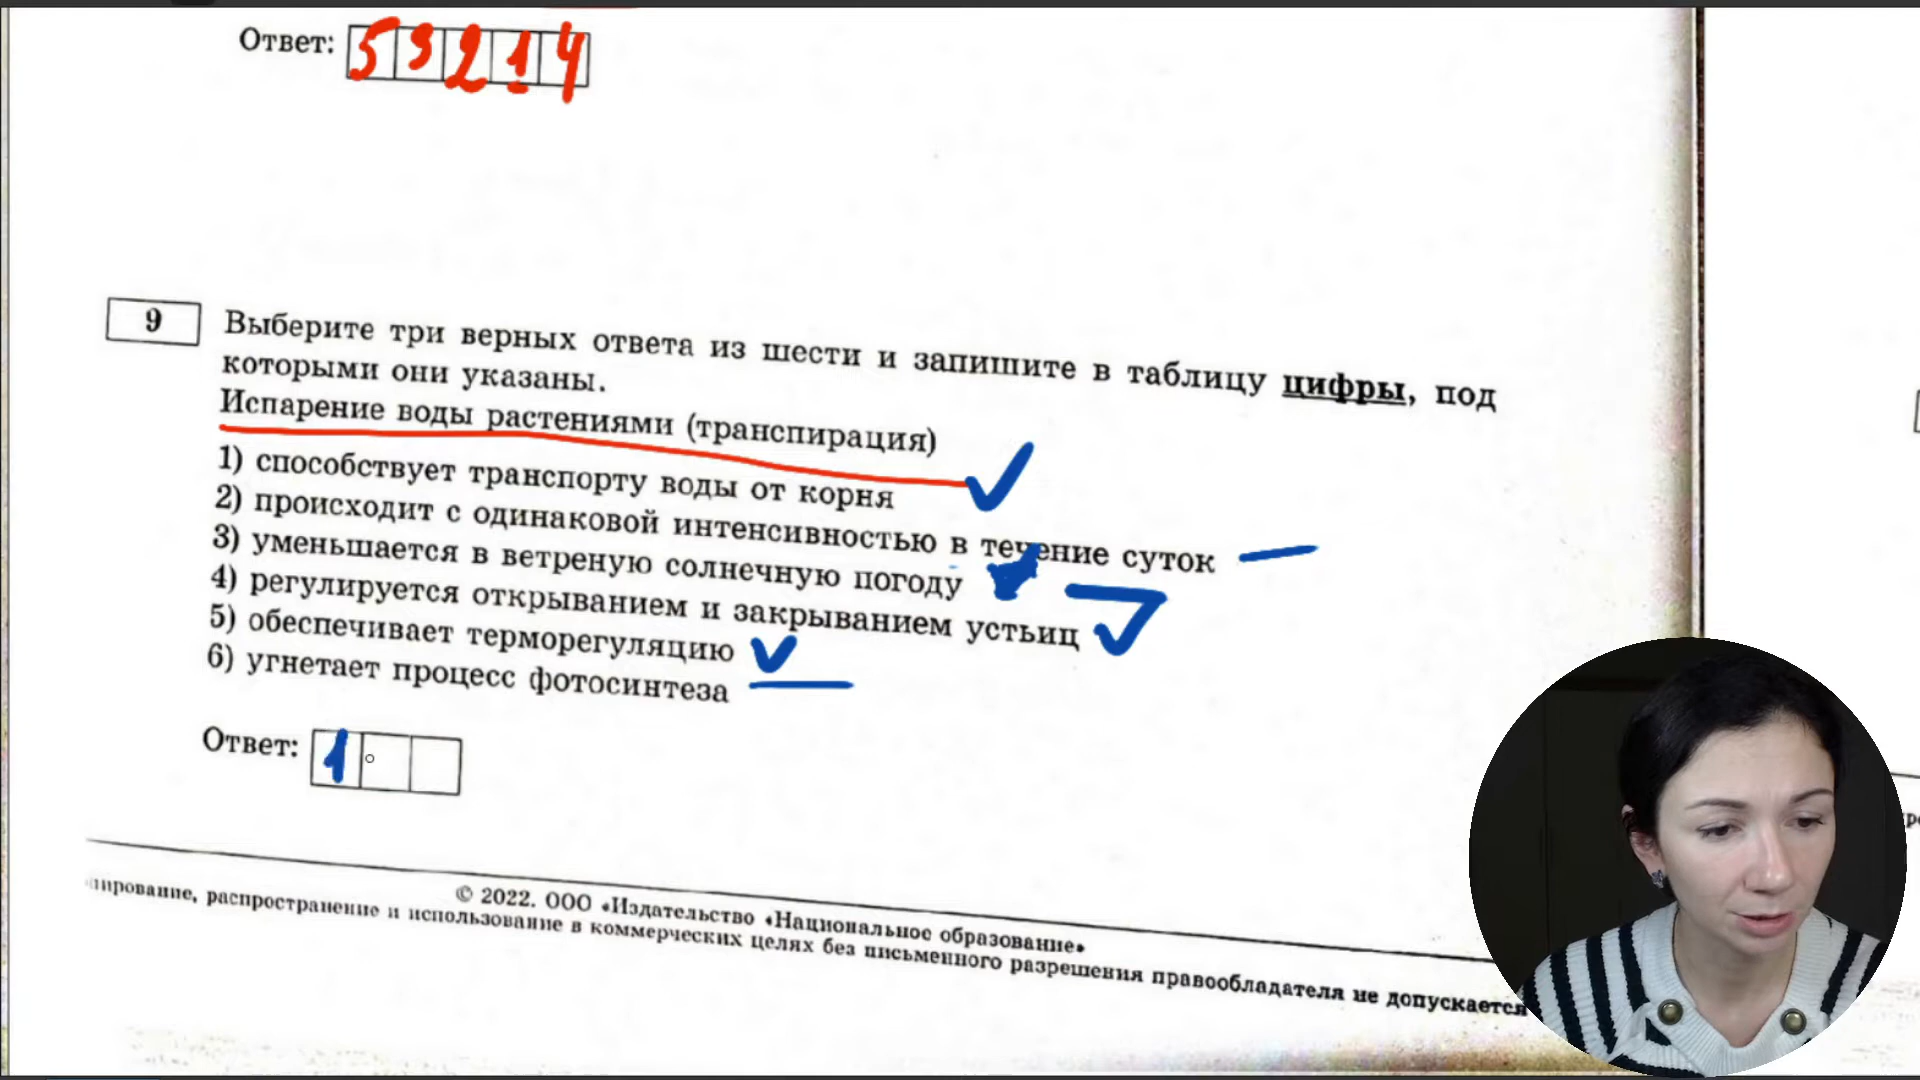 Ответ: 53214
9 Выберите три верных ответа из шести и запишите в таблицу цифры, под
которыми они указаны.
Испарение воды растениями (транспирация)
1) способствует транспорту воды от корня
2) происходит с одинаковой интенсивностью в течение суток
3) уменьшается в ветреную солнечную погоду
4) регулируется открыванием и закрыванием устьиц
5) обеспечивает терморегуляцию
6) угнетает процесс фотосинтеза
Ответ: 1
© 2022. ООО «Издательство «Национальное образование»
распространение и использование в коммерческих целях без письменного разрешения правообладателя не допускается